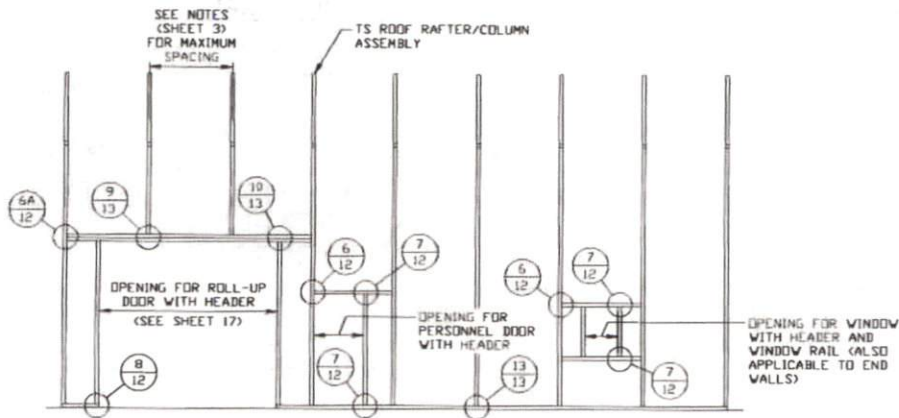 SEE NOTES
(SHEET 3)
FOR MAXIMUM
SPACING
TS ROOF RAFTER/COLUMN
ASSEMBLY
6A
12
9
13
10
13
6
12
7
12
6
12
7
12
OPENING FOR ROLL-UP
DOOR WITH HEADER
(SEE SHEET 17)
OPENING FOR
PERSONNEL DOOR
WITH HEADER
OPENING FOR WINDOW
WITH HEADER AND
WINDOW RAIL (ALSO
APPLICABLE TO END
WALLS)
8
12
7
12
13
13
7
12